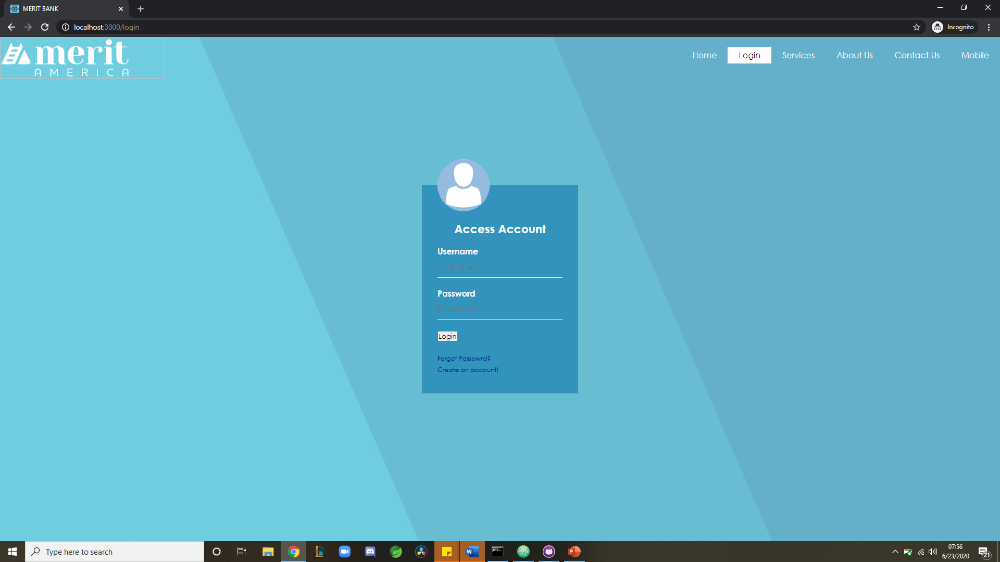 MERIT BANK
localhost:3000/login
Incognito
merit
AMERICA
Home
Login
Services
About Us
Contact Us
Mobile
Access Account
Username
Username
Password
Password
Login
Forgot Passowrd?
Create an account!
Type here to search
07:56
6/23/2020
21